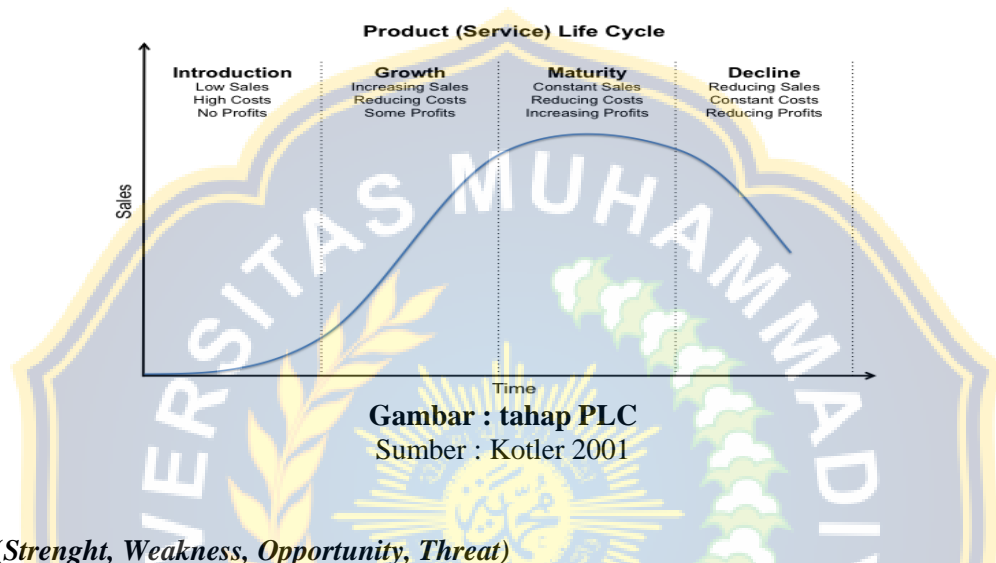 Product (Service) Life Cycle
Introduction
Low Sales
High Costs
No Profits
Growth
Increasing Sales
Reducing Costs
Some Profits
Maturity
Constant Sales
Reducing Costs
Increasing Profits
Decline
Reducing Sales
Constant Costs
Reducing Profits
Sales
Time
Gambar : tahap PLC
Sumber : Kotler 2001
(Strenght, Weakness, Opportunity, Threat)
VERSITAS MUHAMMADI